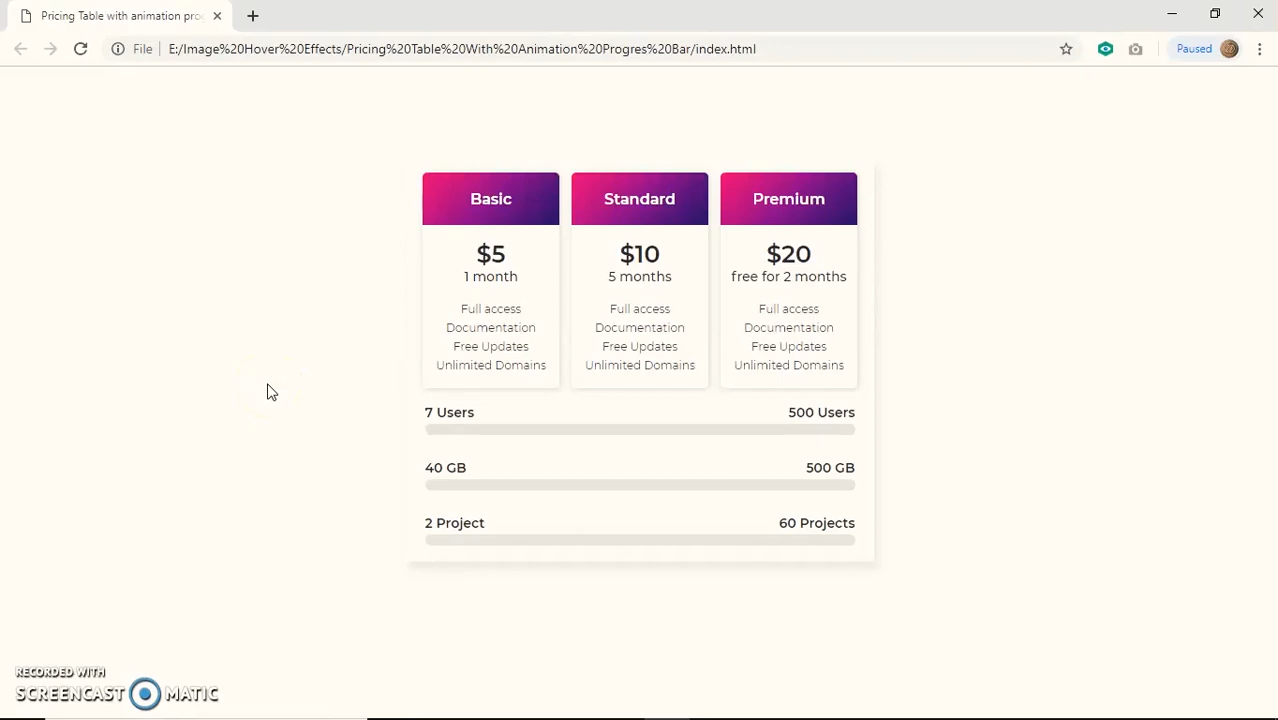 Pricing Table with animation pro
File E:/Image%20Hover%20Effects/Pricing%20Table%20With%20Animation%20Progres%20Bar/index.html Paused
Basic Standard Premium
$5 $10 $20
1 month 5 months free for 2 months
Full access Full access Full access
Documentation Documentation Documentation
Free Updates Free Updates Free Updates
Unlimited Domains Unlimited Domains Unlimited Domains
7 Users 500 Users
40 GB 500 GB
2 Project 60 Projects
RECORDED WITH
SCREENCAST MATIC